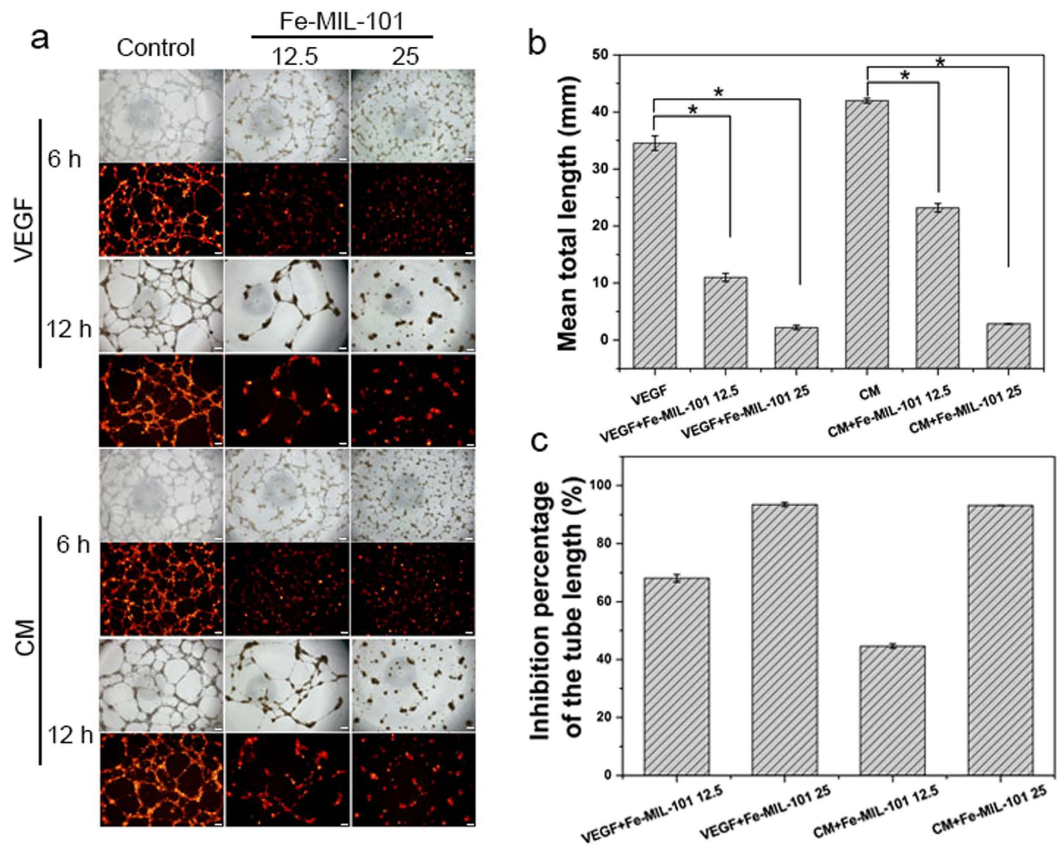 a
Fe-MIL-101
Control
12.5
25
VEGF
6 h
12 h
CM
6 h
12 h
b
Mean total length (mm)
50
40
30
20
10
0
*
*
*
*
VEGF
VEGF+Fe-MIL-101 12.5
VEGF+Fe-MIL-101 25
CM
CM+Fe-MIL-101 12.5
CM+Fe-MIL-101 25
c
Inhibition percentage
of the tube length (%)
100
80
60
40
20
0
VEGF+Fe-MIL-101 12.5
VEGF+Fe-MIL-101 25
CM+Fe-MIL-101 12.5
CM+Fe-MIL-101 25